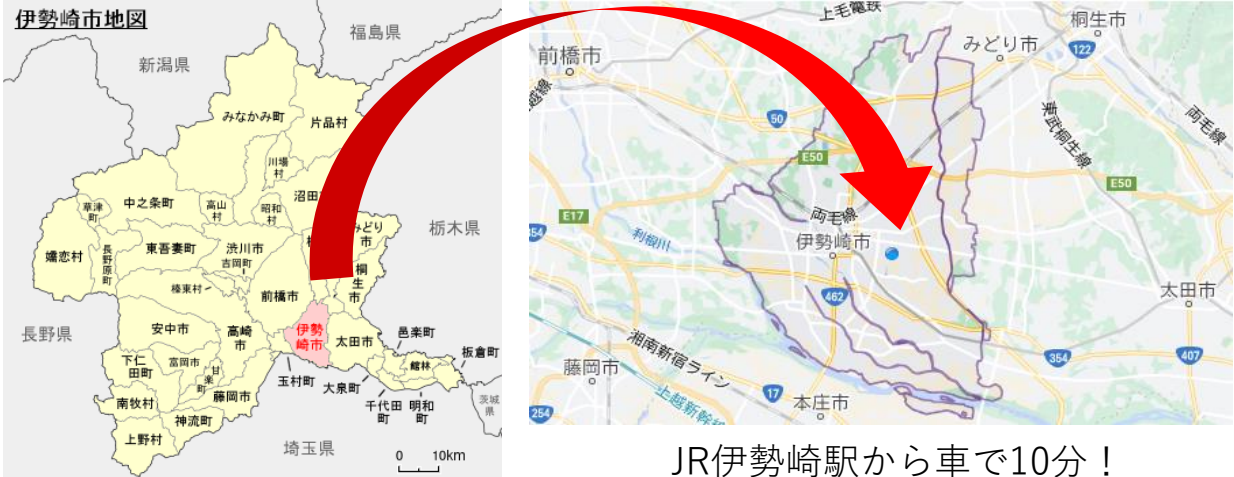 伊勢崎市地図
福島県
新潟県
みなかみ町
片品村
川場
村
沼田
草津
町
中之条町
高山
村
昭和
村
栃木県
みどり
市
嬬恋村
長野原町
東吾妻町
渋川市
吉岡町
桐生市
榛東村
前橋市
長野県
安中市
高崎
市
伊勢
崎市
太田市
邑楽町
板倉町
館林
下仁
田町
富岡市
甘楽町
玉村町
大泉町
藤岡市
南牧村
千代田
町
明和
町
茨城
県
神流町
上野村
埼玉県
0 10km
上毛電鉄
桐生市
みどり市
122
前橋市
越線
50
東武桐生線
両毛線
E50
E50
E17
354
両毛線
利根川
伊勢崎市
462
太田市
湘南新宿ライン
354
407
藤岡市
17
上越新幹線
本庄市
254
JR伊勢崎駅から車で10分！